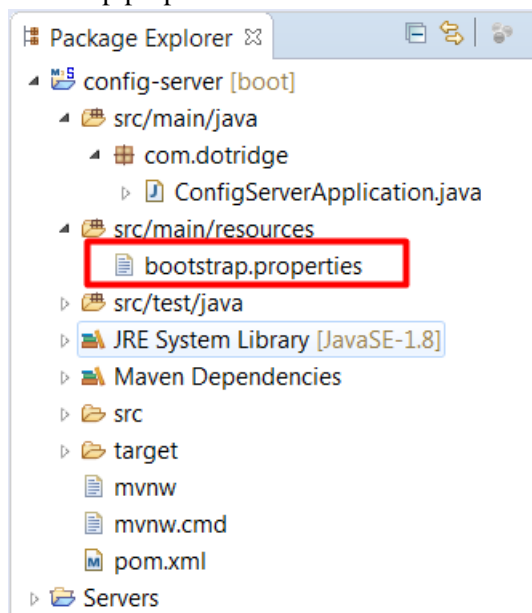 Package Explorer
config-server [boot]
src/main/java
com.dotridge
ConfigServerApplication.java
src/main/resources
bootstrap.properties
src/test/java
JRE System Library [JavaSE-1.8]
Maven Dependencies
src
target
mvnw
mvnw.cmd
pom.xml
Servers